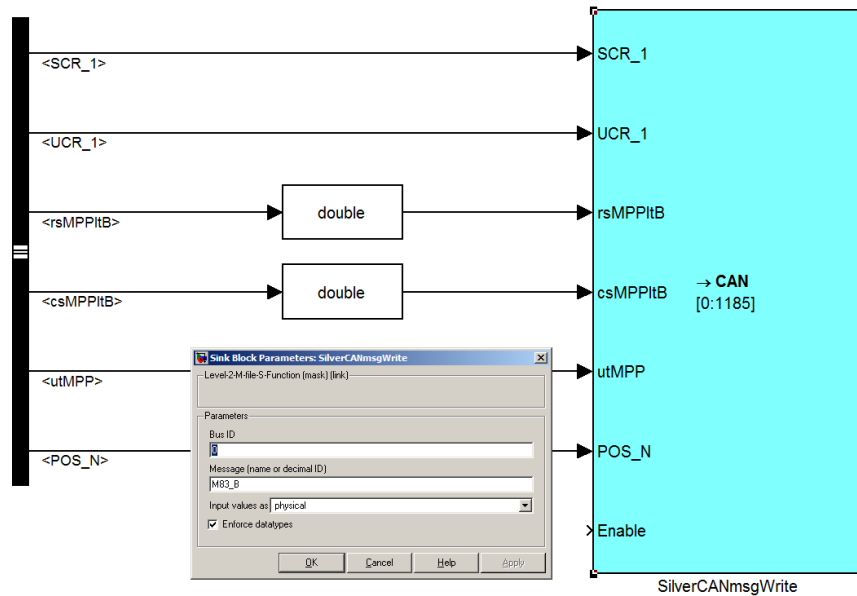 <SCR_1>
SCR_1
<UCR_1>
UCR_1
<rsMPPltB>
double
rsMPPltB
<csMPPltB>
double
csMPPltB
→ CAN
[0:1185]
<utMPP>
utMPP
<POS_N>
POS_N
Enable
SilverCANmsgWrite
Sink Block Parameters: SilverCANmsgWrite
Level-2-M-file-S-Function (mask) (link)
Parameters
Bus ID
0
Message (name or decimal ID)
M83_B
Input values as physical
Enforce datatypes
OK Cancel Help Apply